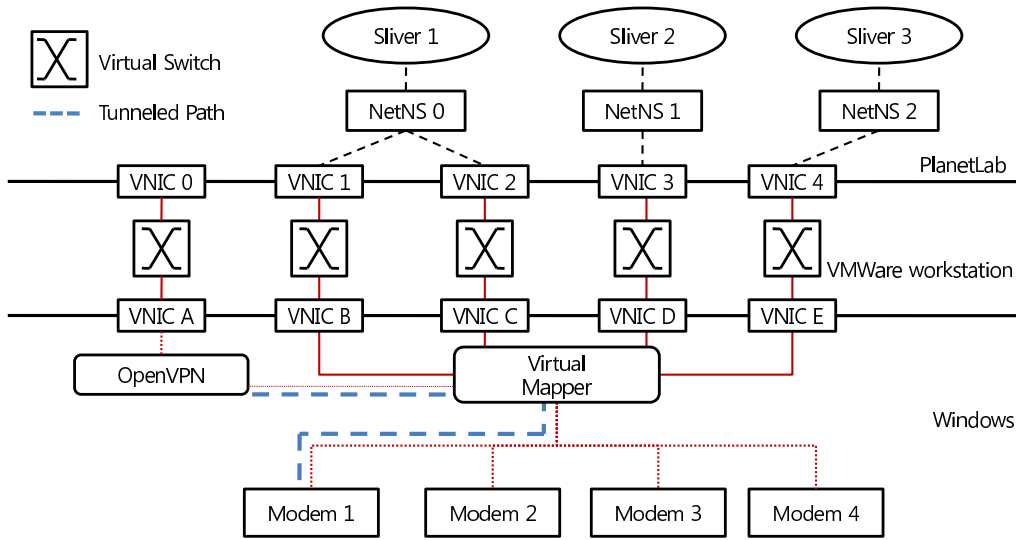 Virtual Switch
Tunneled Path
Sliver 1
Sliver 2
Sliver 3
NetNS 0
NetNS 1
NetNS 2
PlanetLab
VNIC 0
VNIC 1
VNIC 2
VNIC 3
VNIC 4
VMWare workstation
VNIC A
VNIC B
VNIC C
VNIC D
VNIC E
OpenVPN
Virtual
Mapper
Windows
Modem 1
Modem 2
Modem 3
Modem 4